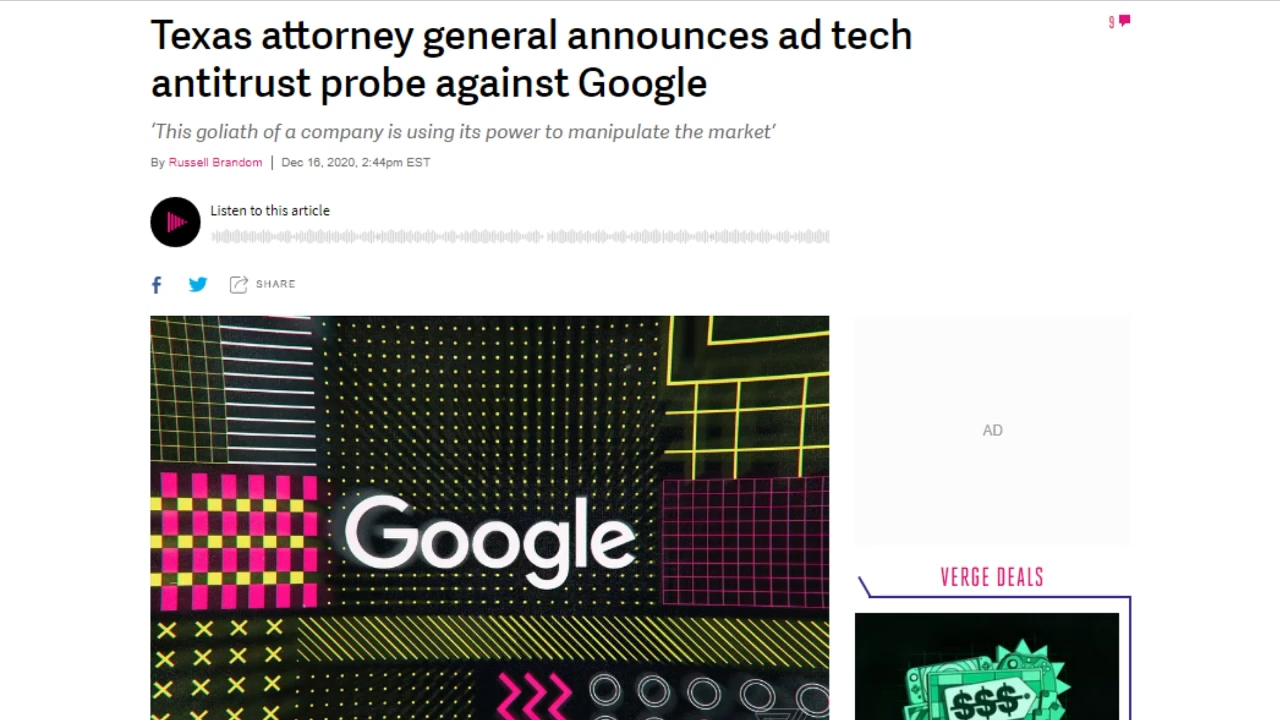 Texas attorney general announces ad tech
antitrust probe against Google
9
‘This goliath of a company is using its power to manipulate the market’
By Russell Brandom | Dec 16, 2020, 2:44pm EST
Listen to this article
SHARE
Google
AD
VERGE DEALS
$$$